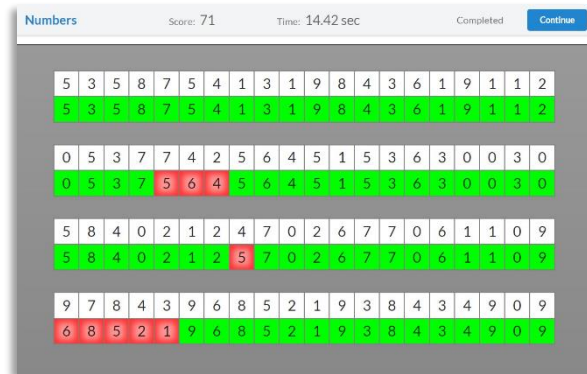 Numbers Score: 71 Time: 14.42 sec Completed Continue
5 3 5 8 7 5 4 1 3 1 9 8 4 3 6 1 9 1 1 2
5 3 5 8 7 5 4 1 3 1 9 8 4 3 6 1 9 1 1 2
0 5 3 7 7 4 2 5 6 4 5 1 5 3 6 3 0 0 3 0
0 5 3 7 5 6 4 5 6 4 5 1 5 3 6 3 0 0 3 0
5 8 4 0 2 1 2 4 7 0 2 6 7 7 0 6 1 1 0 9
5 8 4 0 2 1 2 5 7 0 2 6 7 7 0 6 1 1 0 9
9 7 8 4 3 9 6 8 5 2 1 9 3 8 4 3 4 9 0 9
6 8 5 2 1 9 6 8 5 2 1 9 3 8 4 3 4 9 0 9